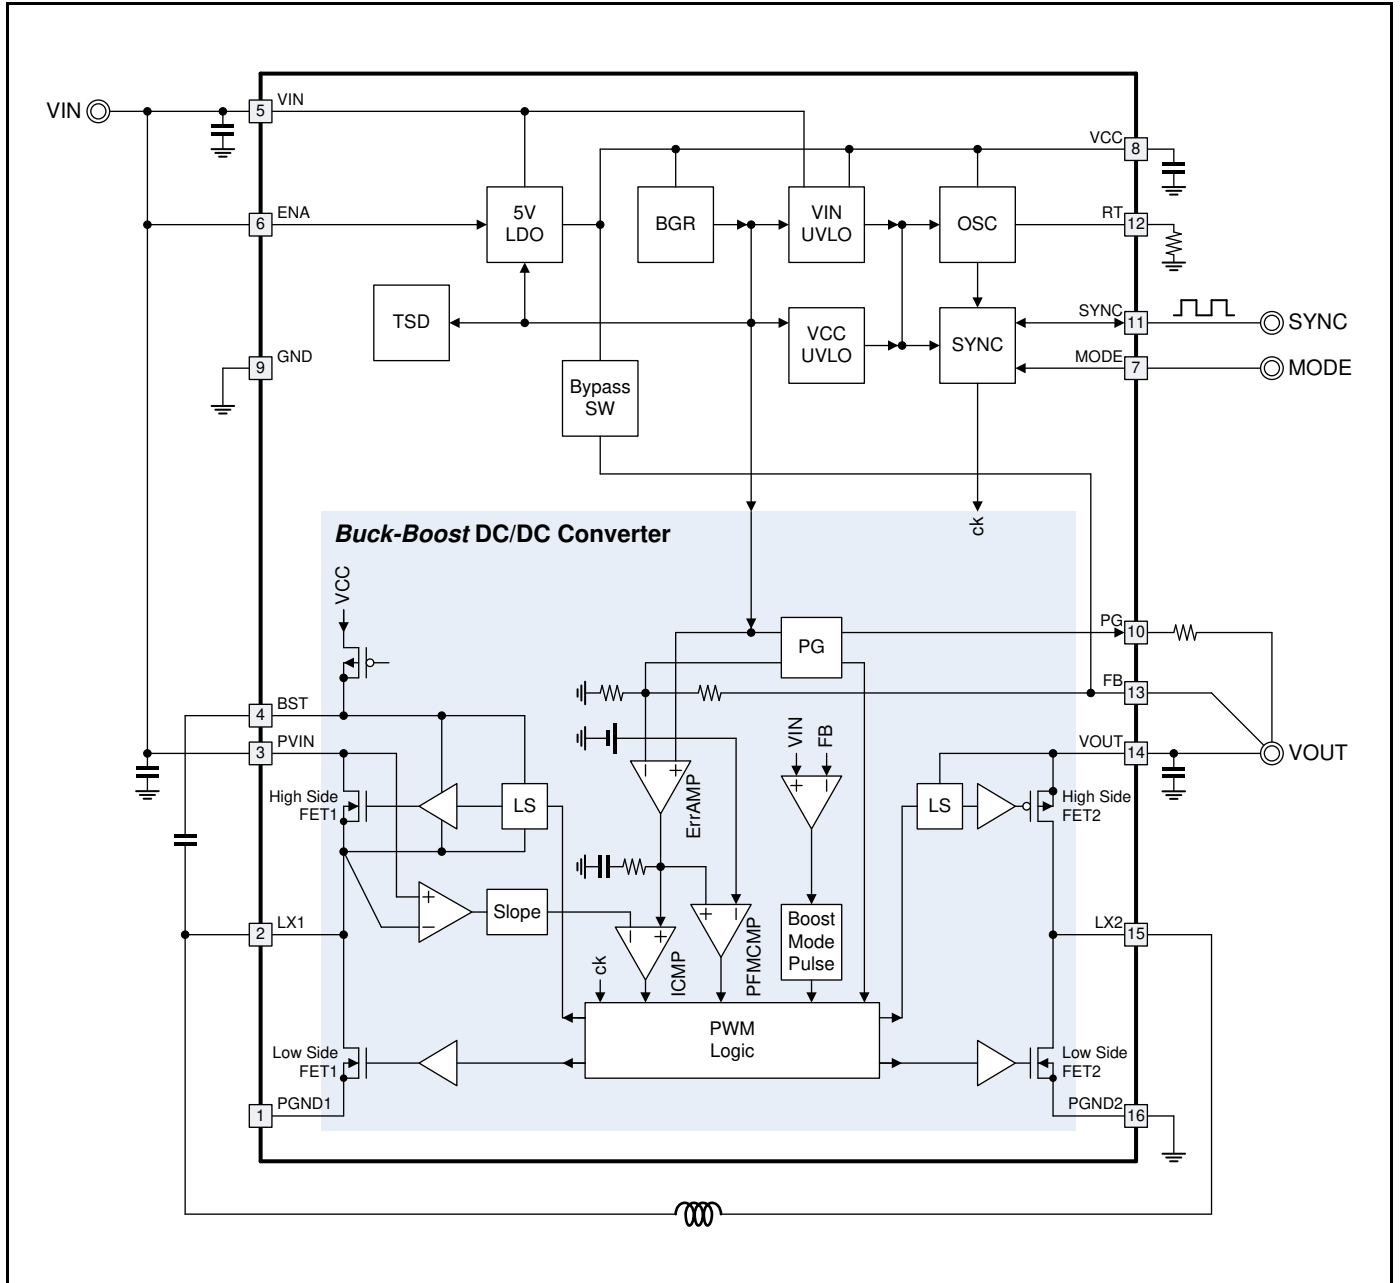 VIN
5
VIN
VCC
8
6
ENA
5V
LDO
BGR
VIN
UVLO
OSC
RT
12
TSD
VCC
UVLO
SYNC
SYNC
11
SYNC
9
GND
MODE
7
MODE
Bypass
SW
ck
Buck-Boost DC/DC Converter
VCC
PG
PG
10
FB
13
4
BST
3
PVIN
VIN
FB
VOUT
14
VOUT
High Side
FET1
LS
−
+
ErrAMP
+
−
LS
High Side
FET2
+
−
Slope
2
LX1
−
+
ICMP
+
−
PFMCMP
Boost
Mode
Pulse
LX2
15
ck
PWM
Logic
Low Side
FET1
Low Side
FET2
1
PGND1
PGND2
16